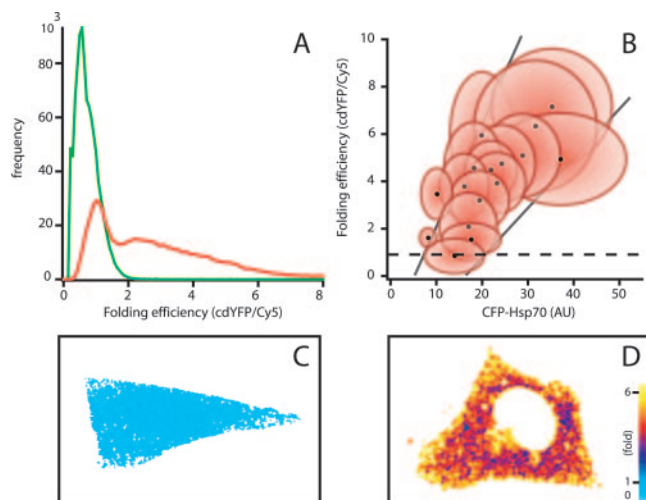 10 3
A
80
60
40
20
10 0
frequency
0 2 4 6 8
Folding efficiency (cdYFP/Cy5)
B
10
8
6
4
2
0
Folding efficiency (cdYFP/Cy5)
0 10 20 30 40 50
CFP-Hsp70 (AU)
C
D
6
(fold)
1
0